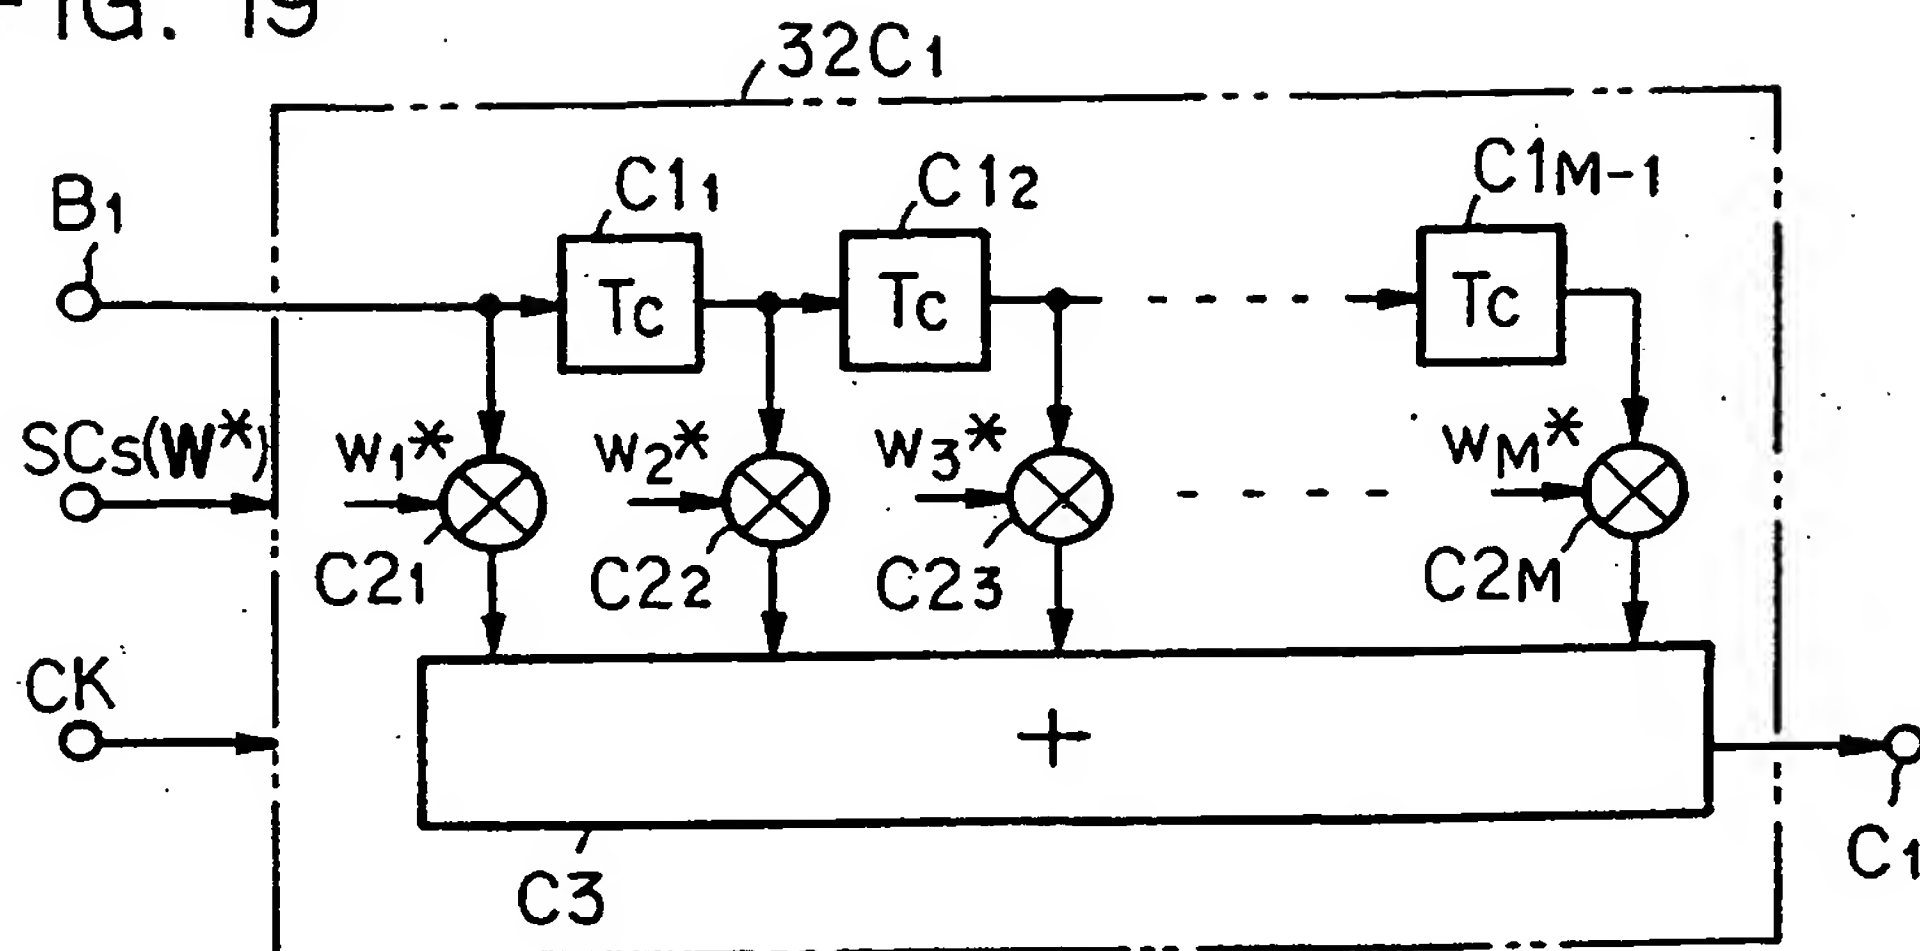 FIG. 19
32C1
C11
C12
C1M-1
B1
Tc
Tc
Tc
SCs(W*)
w1*
w2*
w3*
wM*
C21
C22
C23
C2M
CK
+
C3
C1